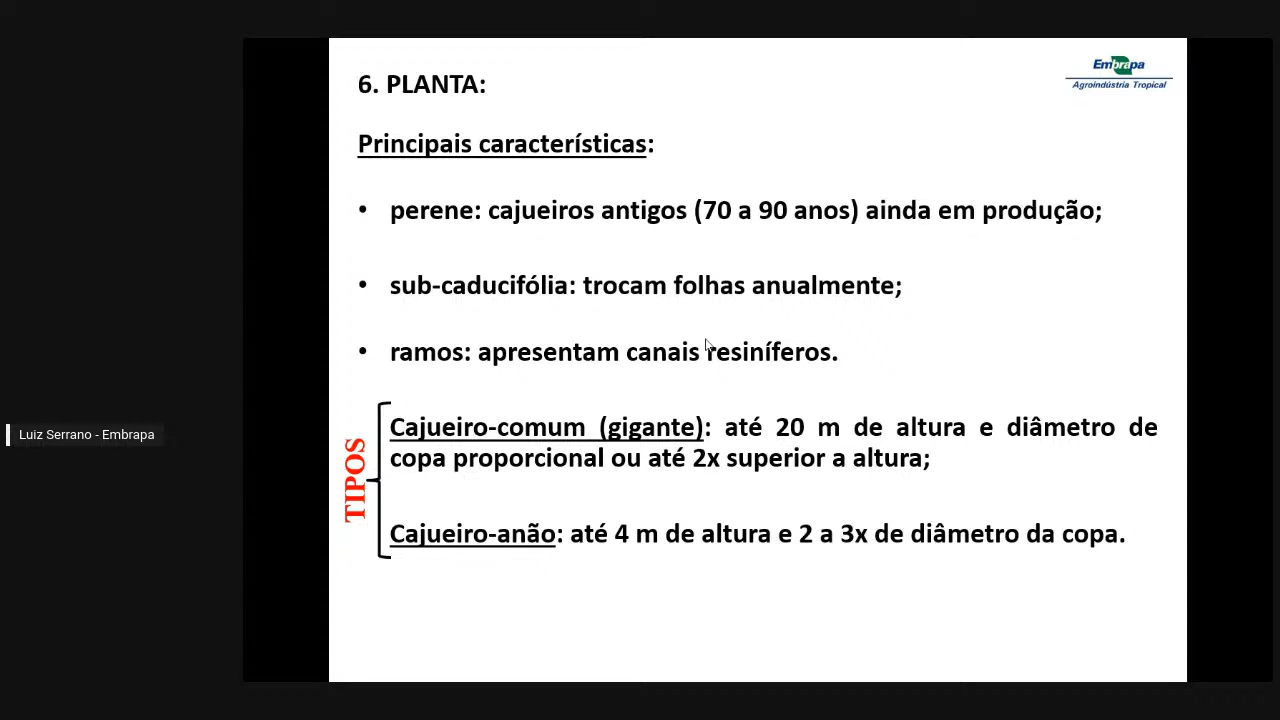 6. PLANTA:
Embrapa
Agroindústria Tropical
Principais características:
• perene: cajueiros antigos (70 a 90 anos) ainda em produção;
• sub-caducifólia: trocam folhas anualmente;
• ramos: apresentam canais resiníferos.
TIPOS
Cajueiro-comum (gigante): até 20 m de altura e diâmetro de
copa proporcional ou até 2x superior a altura;
Cajueiro-anão: até 4 m de altura e 2 a 3x de diâmetro da copa.
Luiz Serrano - Embrapa